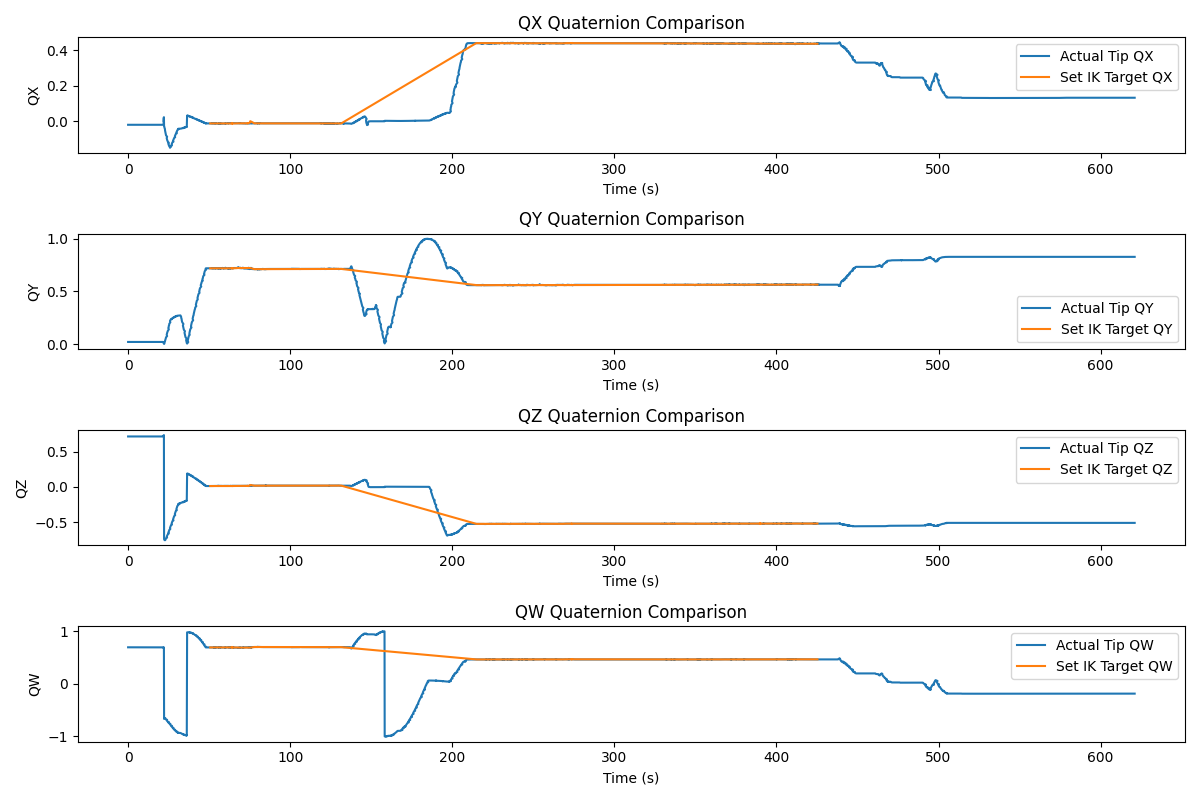 QX Quaternion Comparison
0.4
0.2
0.0
QX
Actual Tip QX
Set IK Target QX
0 100 200 300 400 500 600
Time (s)
QY Quaternion Comparison
1.0
0.5
0.0
QY
Actual Tip QY
Set IK Target QY
0 100 200 300 400 500 600
Time (s)
QZ Quaternion Comparison
0.5
0.0
−0.5
QZ
Actual Tip QZ
Set IK Target QZ
0 100 200 300 400 500 600
Time (s)
QW Quaternion Comparison
1
0
−1
QW
Actual Tip QW
Set IK Target QW
0 100 200 300 400 500 600
Time (s)